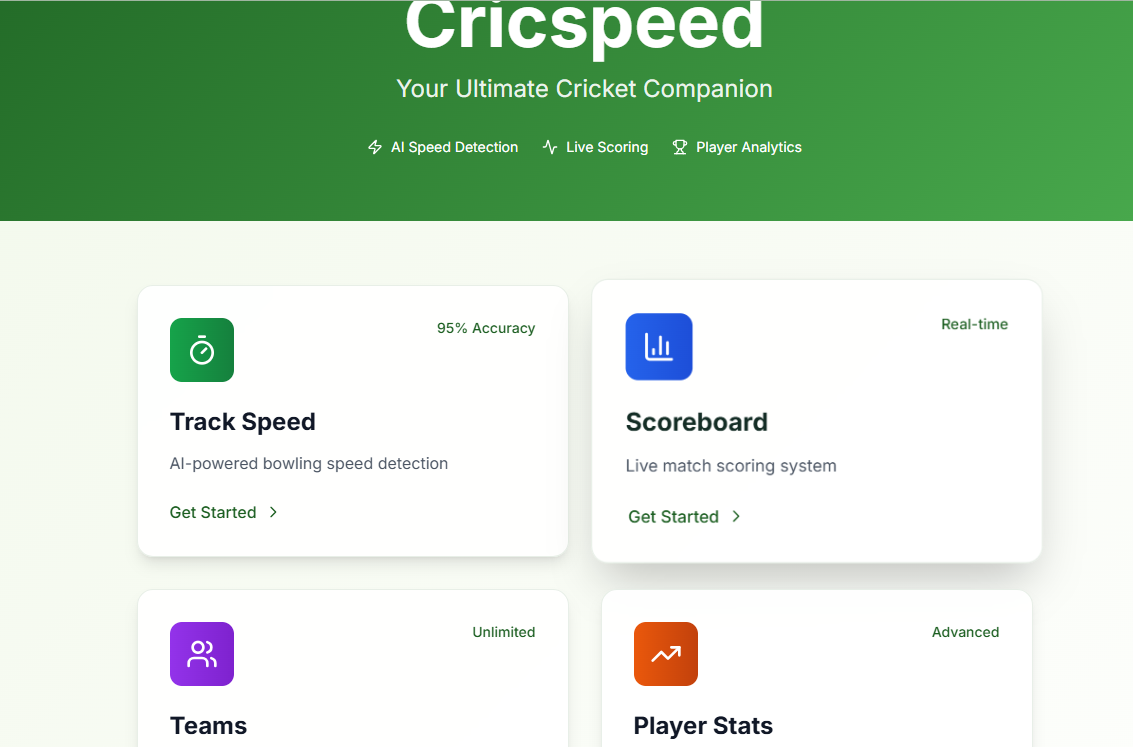 Cricspeed
Your Ultimate Cricket Companion
AI Speed Detection
Live Scoring
Player Analytics
95% Accuracy
Track Speed
AI-powered bowling speed detection
Get Started
Real-time
Scoreboard
Live match scoring system
Get Started
Unlimited
Teams
Advanced
Player Stats